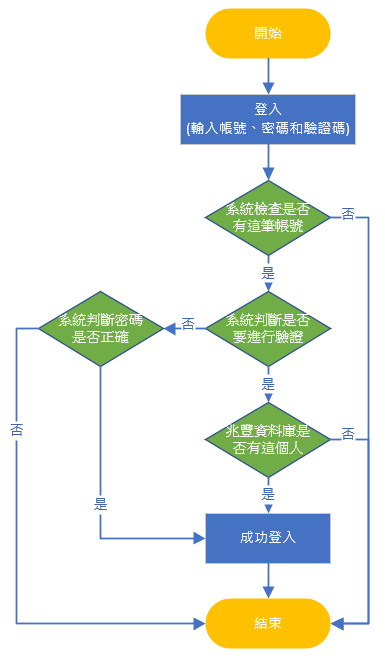 開始
登入
(輸入帳號、密碼和驗證碼)
系統檢查是否
有這筆帳號
否
是
系統判斷密碼
是否正確
否
系統判斷是否
要進行驗證
是
否
兆豐資料庫是
否有這個人
否
是
是
成功登入
結束